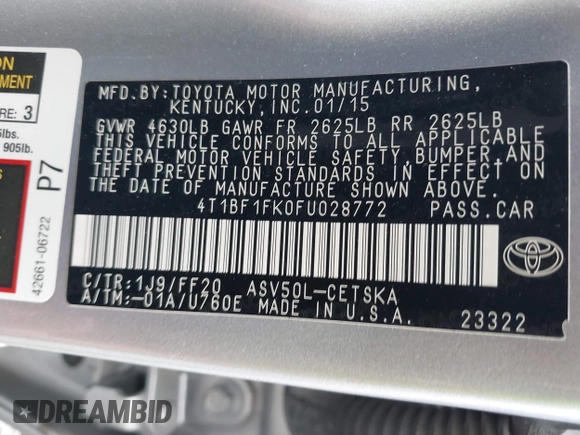 ON
MENT
RE: 3
lbs.
905lb.
P7
42661-06722
MFD.BY:TOYOTA MOTOR MANUFACTURING,
KENTUCKY,INC.01/15
GVWR 4630LB GAWR FR 2625LB RR 2625LB
THIS VEHICLE CONFORMS TO ALL APPLICABLE
FEDERAL MOTOR VEHICLE SAFETY,BUMPER,AND
THEFT PREVENTION STANDARDS IN EFFECT ON
THE DATE OF MANUFACTURE SHOWN ABOVE.
4T1BF1FK0FU028772 PASS.CAR
C/TR:1J9/FF20 ASV50L-CETSKA
A/TM:-01A/U760E MADE IN U.S.A.
23322
TOYOTA
DREAMBID